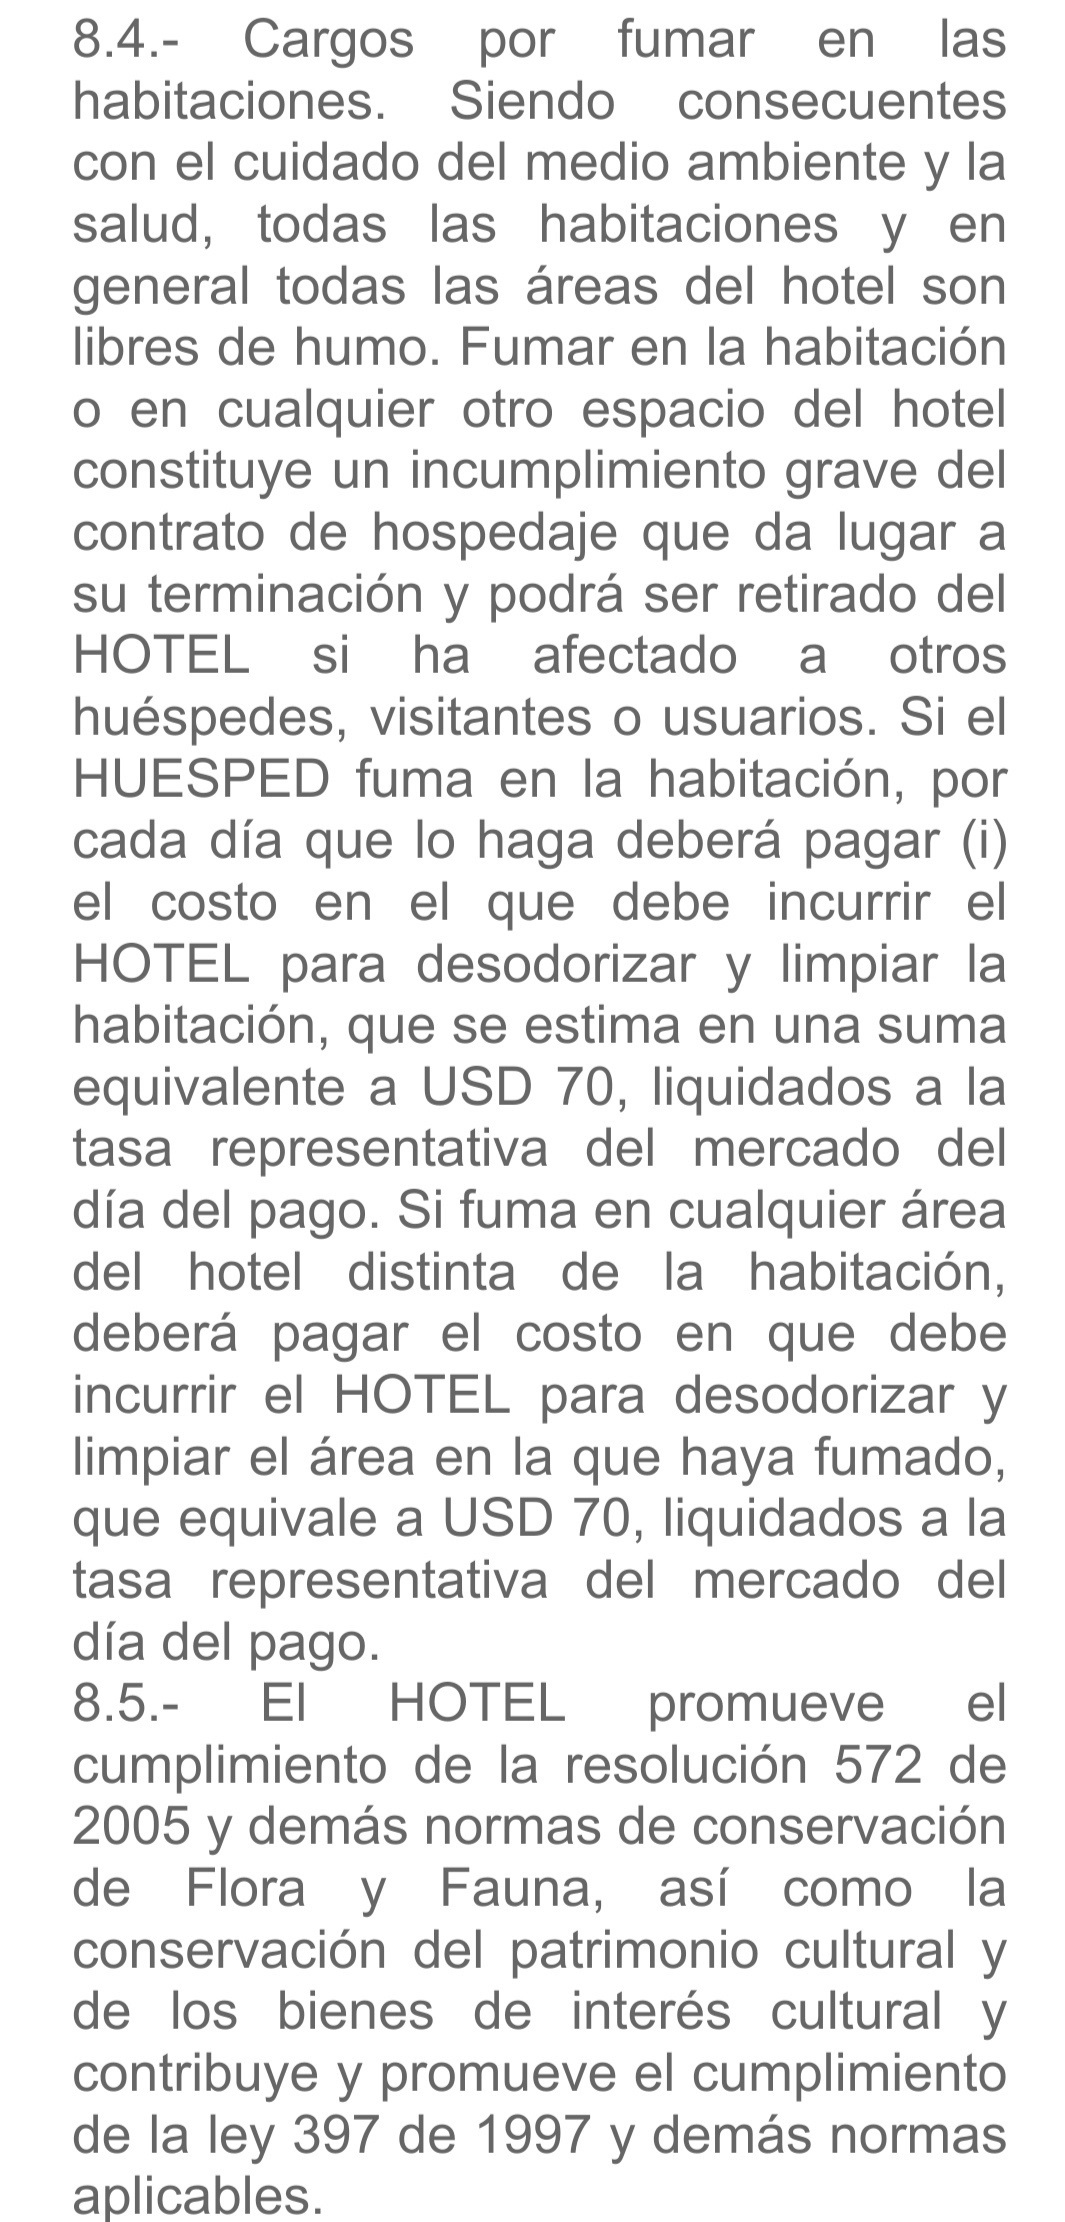 8.4.- Cargos por fumar en las
habitaciones. Siendo consecuentes
con el cuidado del medio ambiente y la
salud, todas las habitaciones y en
general todas las áreas del hotel son
libres de humo. Fumar en la habitación
o en cualquier otro espacio del hotel
constituye un incumplimiento grave del
contrato de hospedaje que da lugar a
su terminación y podrá ser retirado del
HOTEL si ha afectado a otros
huéspedes, visitantes o usuarios. Si el
HUESPED fuma en la habitación, por
cada día que lo haga deberá pagar (i)
el costo en el que debe incurrir el
HOTEL para desodorizar y limpiar la
habitación, que se estima en una suma
equivalente a USD 70, liquidados a la
tasa representativa del mercado del
día del pago. Si fuma en cualquier área
del hotel distinta de la habitación,
deberá pagar el costo en que debe
incurrir el HOTEL para desodorizar y
limpiar el área en la que haya fumado,
que equivale a USD 70, liquidados a la
tasa representativa del mercado del
día del pago.
8.5.- El HOTEL promueve el
cumplimiento de la resolución 572 de
2005 y demás normas de conservación
de Flora y Fauna, así como la
conservación del patrimonio cultural y
de los bienes de interés cultural y
contribuye y promueve el cumplimiento
de la ley 397 de 1997 y demás normas
aplicables.